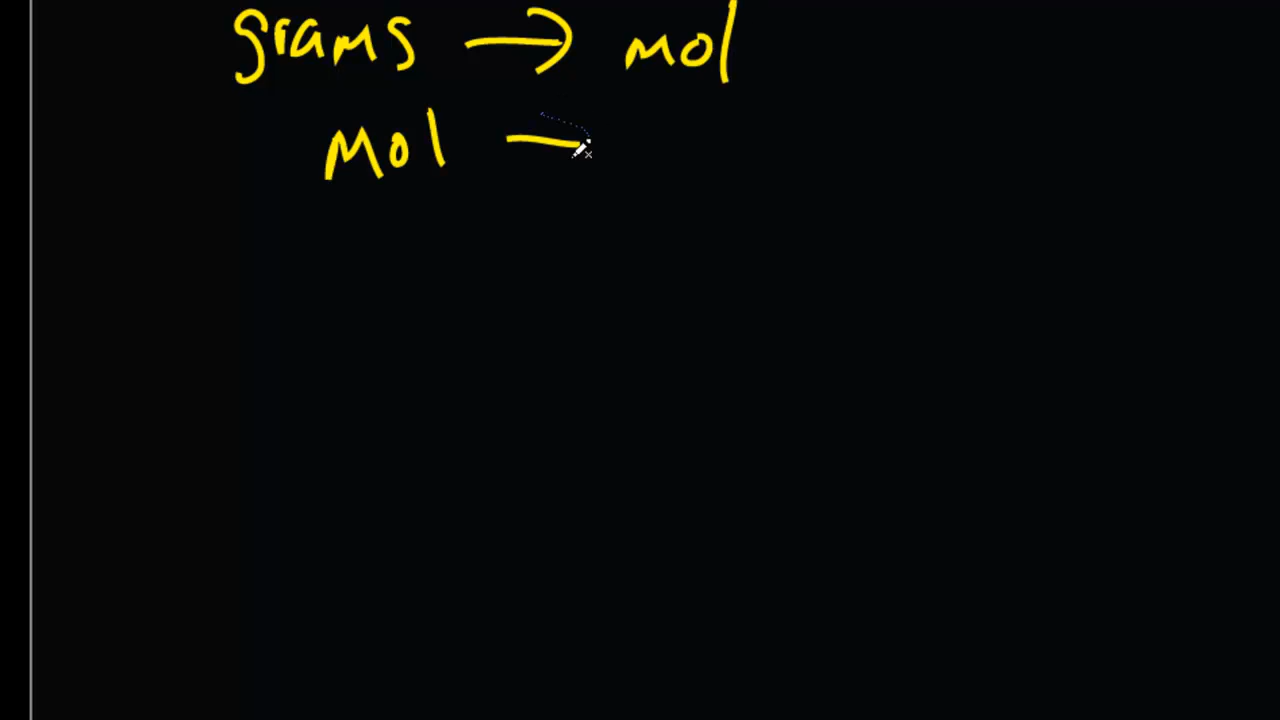 grams → mol
mol →